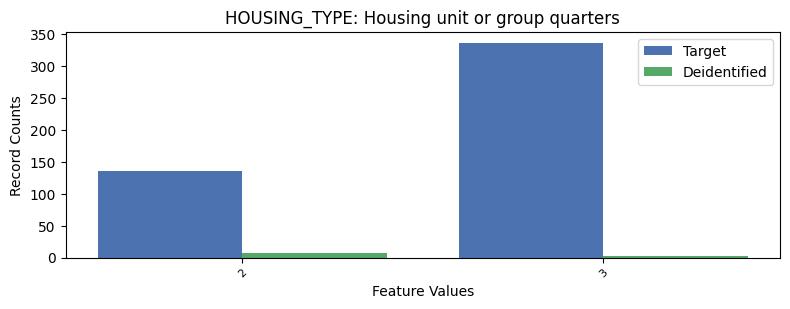 HOUSING_TYPE: Housing unit or group quarters
350
300
250
200
150
100
50
0
Record Counts
Target
Deidentified
2
3
Feature Values